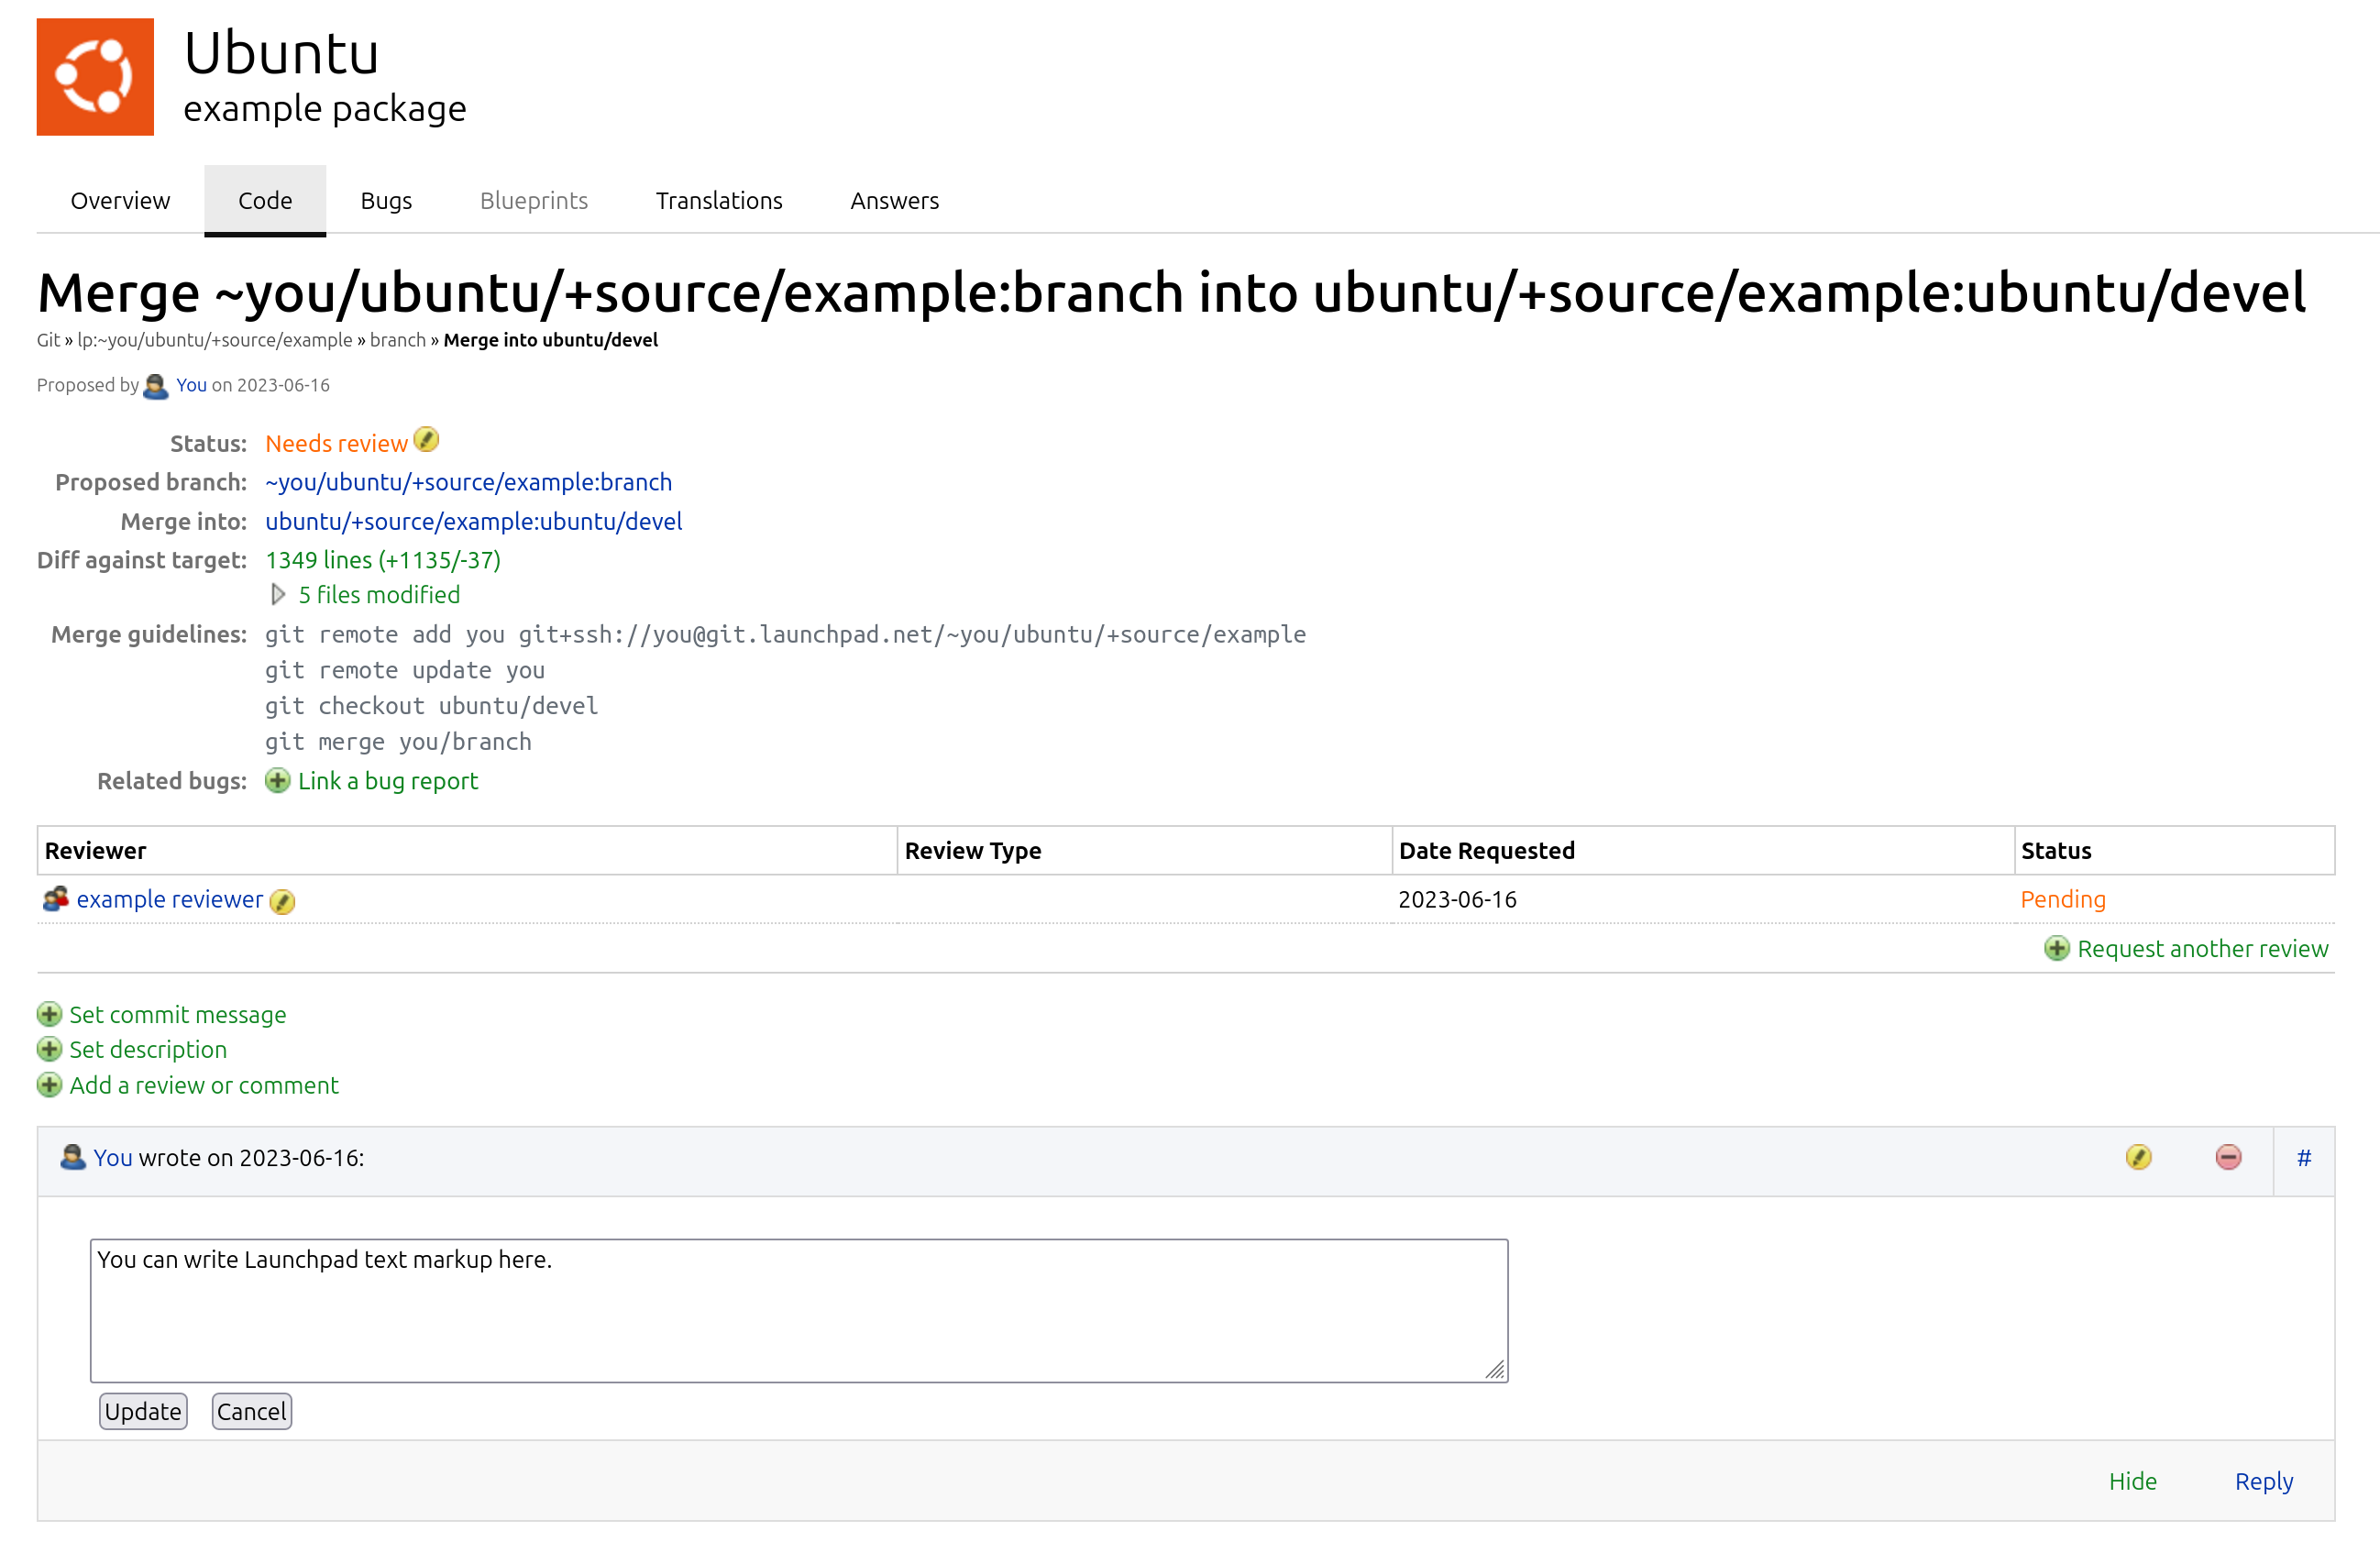 Ubuntu
example package
Overview Code Bugs Blueprints Translations Answers
Merge ~you/ubuntu/+source/example:branch into ubuntu/+source/example:ubuntu/devel
Git » lp:~you/ubuntu/+source/example » branch » Merge into ubuntu/devel
Proposed by You on 2023-06-16
Status: Needs review
Proposed branch: ~you/ubuntu/+source/example:branch
Merge into: ubuntu/+source/example:ubuntu/devel
Diff against target: 1349 lines (+1135/-37)
5 files modified
Merge guidelines: git remote add you git+ssh://you@git.launchpad.net/~you/ubuntu/+source/example
git remote update you
git checkout ubuntu/devel
git merge you/branch
Related bugs: Link a bug report
Reviewer Review Type Date Requested Status
example reviewer 2023-06-16 Pending
Request another review
Set commit message
Set description
Add a review or comment
You wrote on 2023-06-16: #
You can write Launchpad text markup here.
Update Cancel
Hide Reply